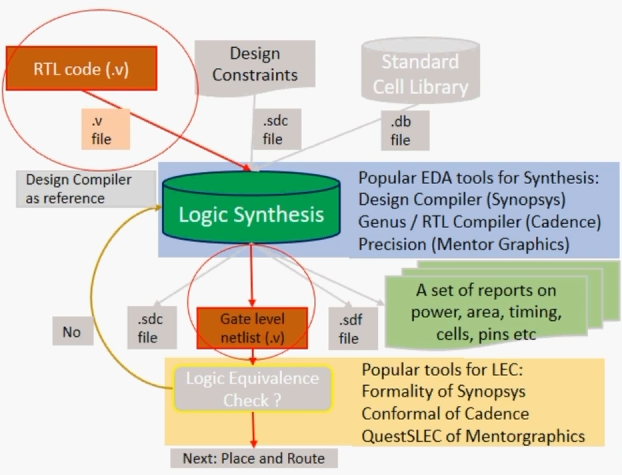 RTL code (.v)
Design
Constraints
Standard
Cell Library
.v
file
.sdc
file
.db
file
Design Compiler
as reference
Logic Synthesis
Popular EDA tools for Synthesis:
Design Compiler (Synopsys)
Genus / RTL Compiler (Cadence)
Precision (Mentor Graphics)
.sdc
file
Gate level
netlist (.v)
.sdf
file
A set of reports on
power, area, timing,
cells, pins etc
No
Logic Equivalence
Check ?
Popular tools for LEC:
Formality of Synopsys
Conformal of Cadence
QuestSLEC of Mentorgraphics
Next: Place and Route